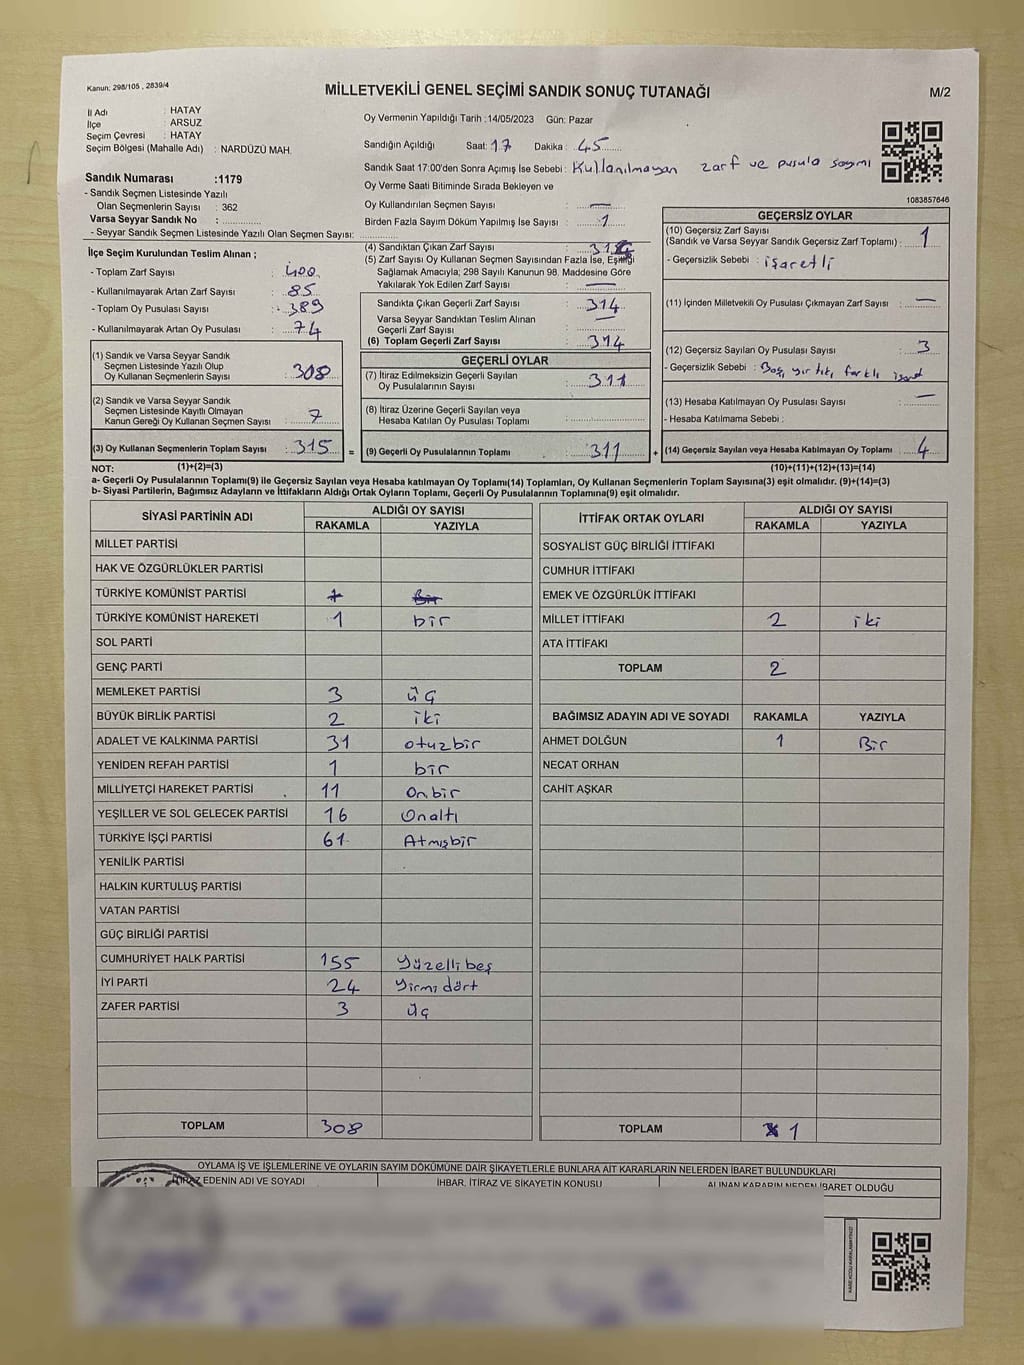 Kanun: 298/105 , 2839/4
MİLLETVEKİLİ GENEL SEÇİMİ SANDIK SONUÇ TUTANAĞI
M/2
İl Adı : HATAY
İlçe : ARSUZ
Seçim Çevresi : HATAY
Seçim Bölgesi (Mahalle Adı) : NARDÜZÜ MAH.
Sandık Numarası :1179
- Sandık Seçmen Listesinde Yazılı
Olan Seçmenlerin Sayısı : 362
Varsa Seyyar Sandık No :
- Seyyar Sandık Seçmen Listesinde Yazılı Olan Seçmen Sayısı:
Oy Vermenin Yapıldığı Tarih :14/05/2023 Gün: Pazar
Sandığın Açıldığı Saat: 17 Dakika : 45
Sandık Saat 17:00'den Sonra Açımış İse Sebebi : Kullanılmayan zarf ve pusula sayımı
Oy Verme Saati Bitiminde Sırada Bekleyen ve
Oy Kullandırılan Seçmen Sayısı : —
Birden Fazla Sayım Döküm Yapılmış İse Sayısı : 1
1083857646
İlçe Seçim Kurulundan Teslim Alınan ;
- Toplam Zarf Sayısı : 400
- Kullanılmayarak Artan Zarf Sayısı : 85
- Toplam Oy Pusulası Sayısı : 389
- Kullanılmayarak Artan Oy Pusulası : 74
(1) Sandık ve Varsa Seyyar Sandık
Seçmen Listesinde Yazılı Olup
Oy Kullanan Seçmenlerin Sayısı : 308
(2) Sandık ve Varsa Seyyar Sandık
Seçmen Listesinde Kayıtlı Olmayan
Kanun Gereği Oy Kullanan Seçmen Sayısı : 7
(3) Oy Kullanan Seçmenlerin Toplam Sayısı : 315
(4) Sandıktan Çıkan Zarf Sayısı :
(5) Zarf Sayısı Oy Kullanan Seçmen Sayısından Fazla İse, Eşitliği
Sağlamak Amacıyla; 298 Sayılı Kanunun 98. Maddesine Göre
Yakılarak Yok Edilen Zarf Sayısı : —
Sandıkta Çıkan Geçerli Zarf Sayısı : 314
Varsa Seyyar Sandıktan Teslim Alınan
Geçerli Zarf Sayısı : —
(6) Toplam Geçerli Zarf Sayısı : 314
GEÇERLİ OYLAR
(7) İtiraz Edilmeksizin Geçerli Sayılan
Oy Pusulalarının Sayısı : 311
(8) İtiraz Üzerine Geçerli Sayılan veya
Hesaba Katılan Oy Pusulası Toplamı :
= (9) Geçerli Oy Pusulalarının Toplamı : 311 +
GEÇERSİZ OYLAR
(10) Geçersiz Zarf Sayısı
(Sandık ve Varsa Seyyar Sandık Geçersiz Zarf Toplamı) : 1
- Geçersizlik Sebebi : işaretli
(11) İçinden Milletvekili Oy Pusulası Çıkmayan Zarf Sayısı : —
(12) Geçersiz Sayılan Oy Pusulası Sayısı : 3
- Geçersizlik Sebebi : Boş, yırtık, farklı işaret
(13) Hesaba Katılmayan Oy Pusulası Sayısı : —
- Hesaba Katılmama Sebebi :
(14) Geçersiz Sayılan veya Hesaba Katılmayan Oy Toplamı : 4
NOT: (1)+(2)=(3)
(10)+(11)+(12)+(13)=(14)
a- Geçerli Oy Pusulalarının Toplamı(9) ile Geçersiz Sayılan veya Hesaba katılmayan Oy Toplamı(14) Toplamları, Oy Kullanan Seçmenlerin Toplam Sayısına(3) eşit olmalıdır. (9)+(14)=(3)
b- Siyasi Partilerin, Bağımsız Adayların ve İttifakların Aldığı Ortak Oyların Toplamı, Geçerli Oy Pusulalarının Toplamına(9) eşit olmalıdır.
SİYASİ PARTİNİN ADI ALDIĞI OY SAYISI
RAKAMLA YAZIYLA
MİLLET PARTİSİ
HAK VE ÖZGÜRLÜKLER PARTİSİ
TÜRKİYE KOMÜNİST PARTİSİ 1 Bir
TÜRKİYE KOMÜNİST HAREKETİ 1 bir
SOL PARTİ
GENÇ PARTİ
MEMLEKET PARTİSİ 3 üç
BÜYÜK BİRLİK PARTİSİ 2 iki
ADALET VE KALKINMA PARTİSİ 31 otuzbir
YENİDEN REFAH PARTİSİ 1 bir
MİLLİYETÇİ HAREKET PARTİSİ 11 Onbir
YEŞİLLER VE SOL GELECEK PARTİSİ 16 Onaltı
TÜRKİYE İŞÇİ PARTİSİ 61 Atmışbir
YENİLİK PARTİSİ
HALKIN KURTULUŞ PARTİSİ
VATAN PARTİSİ
GÜÇ BİRLİĞİ PARTİSİ
CUMHURİYET HALK PARTİSİ 155 Yüzellibeş
İYİ PARTİ 24 Yirmidört
ZAFER PARTİSİ 3 üç
TOPLAM 308
İTTİFAK ORTAK OYLARI ALDIĞI OY SAYISI
RAKAMLA YAZIYLA
SOSYALİST GÜÇ BİRLİĞİ İTTİFAKI
CUMHUR İTTİFAKI
EMEK VE ÖZGÜRLÜK İTTİFAKI
MİLLET İTTİFAKI 2 iki
ATA İTTİFAKI
TOPLAM 2
BAĞIMSIZ ADAYIN ADI VE SOYADI RAKAMLA YAZIYLA
AHMET DOLĞUN 1 Bir
NECAT ORHAN
CAHİT AŞKAR
TOPLAM 1
OYLAMA İŞ VE İŞLEMLERİNE VE OYLARIN SAYIM DÖKÜMÜNE DAİR ŞİKAYETLERLE BUNLARA AİT KARARLARIN NELERDEN İBARET BULUNDUKLARI
EDENİN ADI VE SOYADI İHBAR, İTİRAZ VE ŞİKAYETİN KONUSU ALINAN KARARIN NEDEN İBARET OLDUĞU